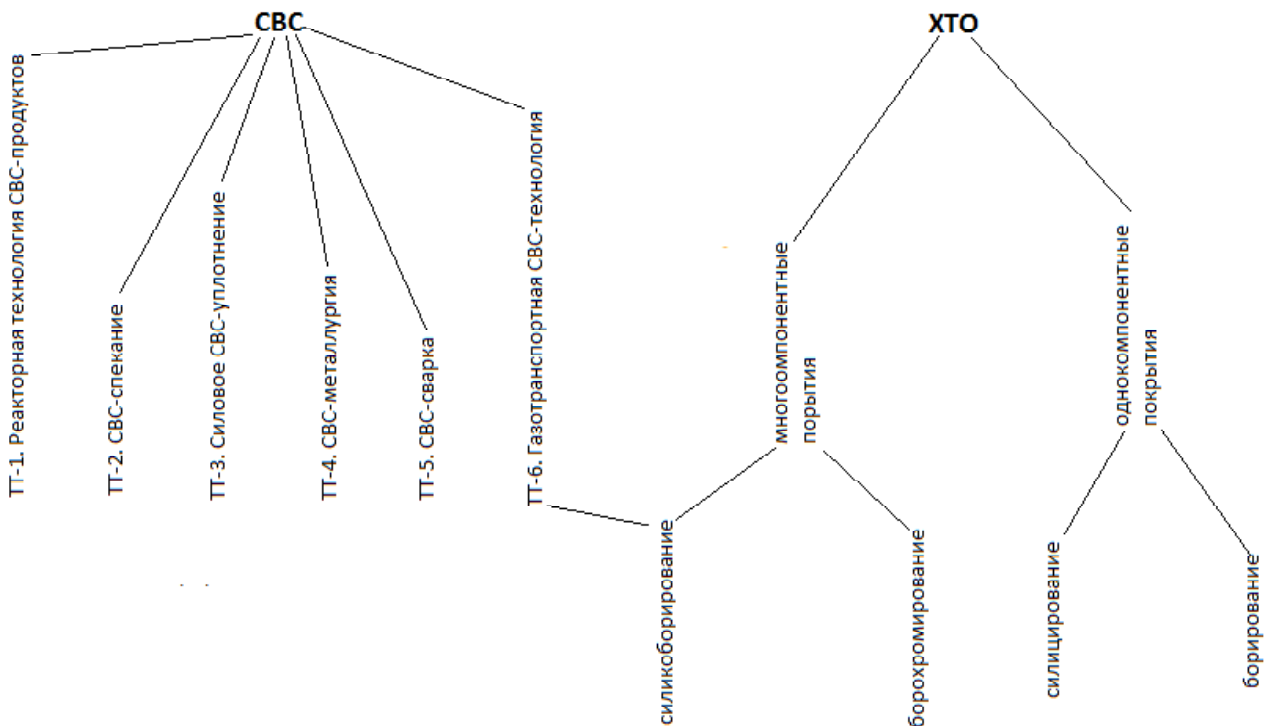 СВС
ХТО
ТТ-1. Реакторная технология СВС-продуктов
ТТ-2. СВС-спекание
ТТ-3. Силовое СВС-уплотнение
ТТ-4. СВС-металлургия
ТТ-5. СВС-сварка
ТТ-6. Газотранспортная СВС-технология
многоомпонентные
порытия
однокомпонентные
покрытия
силикоборирование
борохромирование
силицирование
борирование